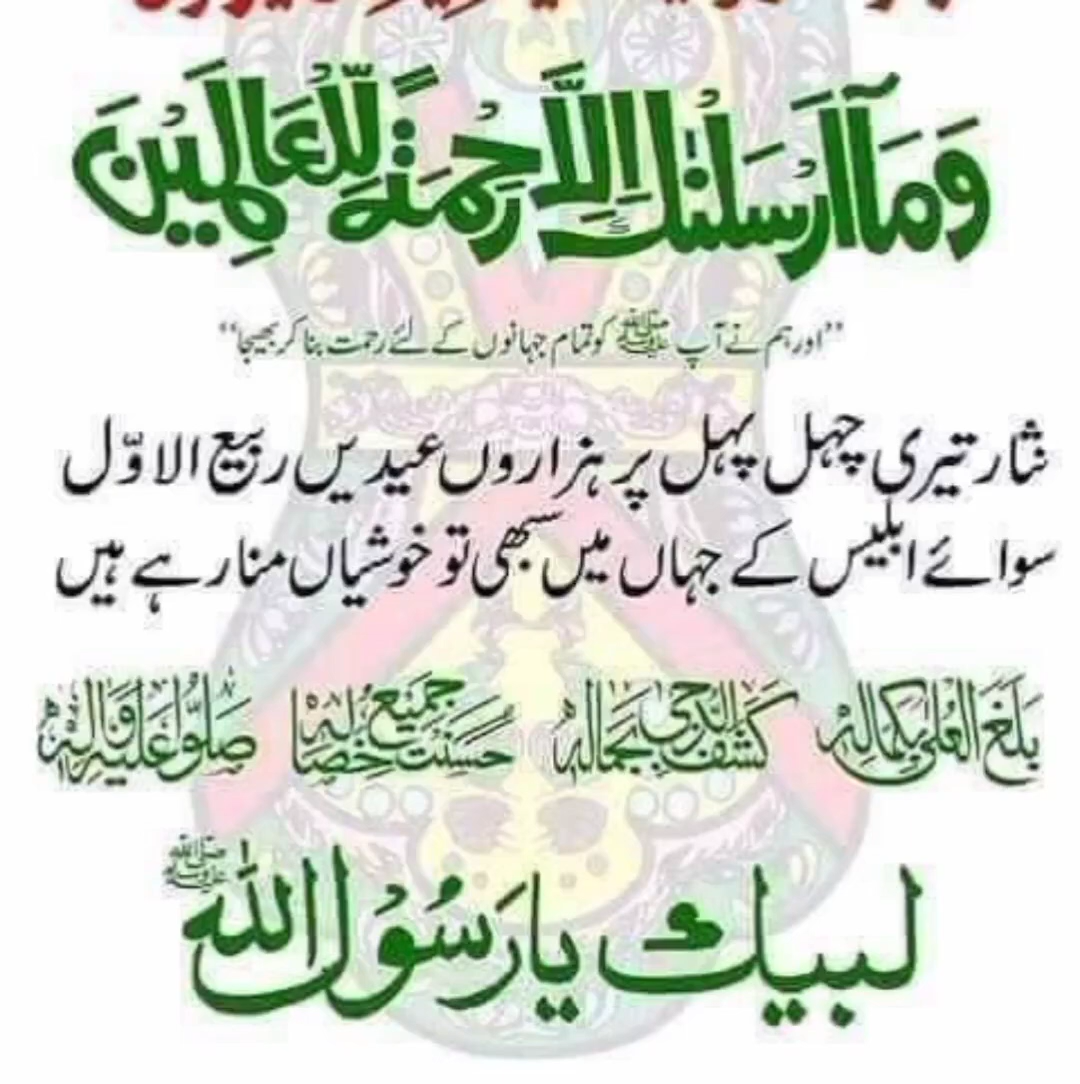 وَمَآ اَرْسَلْنٰكَ اِلَّا رَحْمَةً لِّلْعَالَمِيْنَ
”اور ہم نے آپ ﷺ کو تمام جہانوں کے لئے رحمت بنا کر بھیجا“
نثار تیری چہل پہل پر ہزاروں عیدیں ربیع الاوّل
سوائے ابلیس کے جہاں میں سبھی تو خوشیاں منا رہے ہیں
بَلَغَ الْعُلٰی بِكَمَالِہٖ كَشَفَ الدُّجٰی بِجَمَالِہٖ حَسُنَتْ جَمِیْعُ خِصَالِہٖ صَلُّوْا عَلَیْہِ وَاٰلِہٖ
لبیک یا رَسُوْل اللّٰه ﷺ